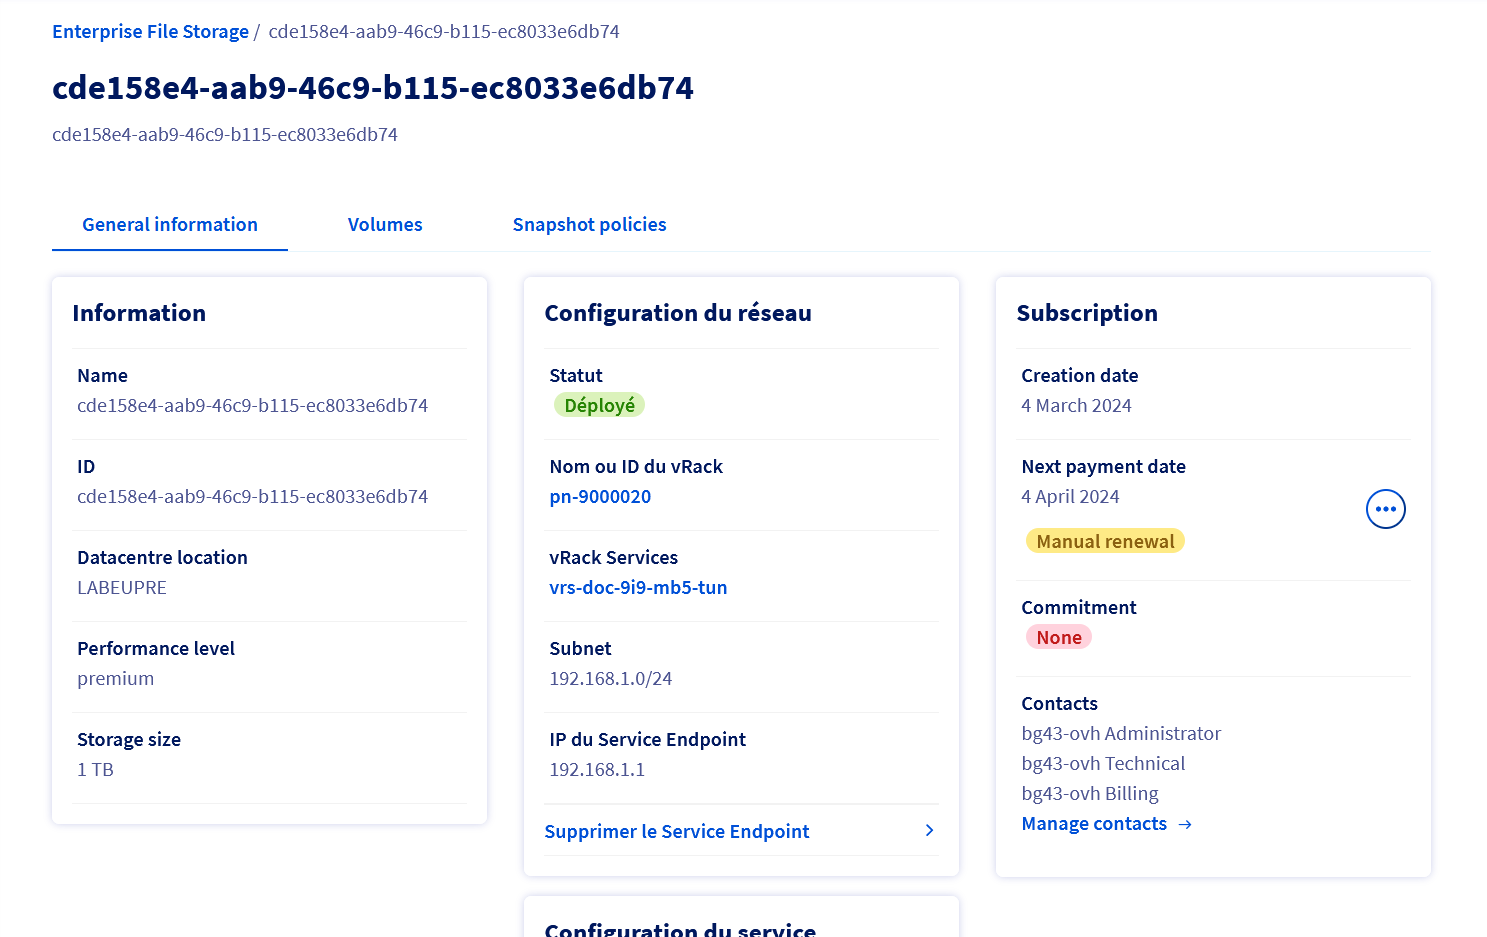 Enterprise File Storage / cde158e4-aab9-46c9-b115-ec8033e6db74
cde158e4-aab9-46c9-b115-ec8033e6db74
cde158e4-aab9-46c9-b115-ec8033e6db74
General information
Volumes
Snapshot policies
Information
Name
cde158e4-aab9-46c9-b115-ec8033e6db74
ID
cde158e4-aab9-46c9-b115-ec8033e6db74
Datacentre location
LABEUPRE
Performance level
premium
Storage size
1 TB
Configuration du réseau
Statut
Déployé
Nom ou ID du vRack
pn-9000020
vRack Services
vrs-doc-9i9-mb5-tun
Subnet
192.168.1.0/24
IP du Service Endpoint
192.168.1.1
Supprimer le Service Endpoint
Configuration du service
Subscription
Creation date
4 March 2024
Next payment date
4 April 2024
Manual renewal
Commitment
None
Contacts
bg43-ovh Administrator
bg43-ovh Technical
bg43-ovh Billing
Manage contacts →